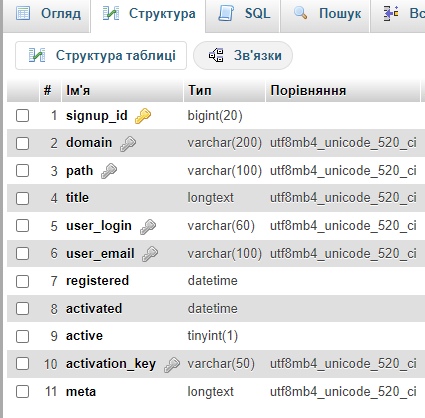 Огляд Структура SQL Пошук Вс
Структура таблиці Зв'язки
# Ім'я Тип Порівняння
1 signup_id bigint(20)
2 domain varchar(200) utf8mb4_unicode_520_ci
3 path varchar(100) utf8mb4_unicode_520_ci
4 title longtext utf8mb4_unicode_520_ci
5 user_login varchar(60) utf8mb4_unicode_520_ci
6 user_email varchar(100) utf8mb4_unicode_520_ci
7 registered datetime
8 activated datetime
9 active tinyint(1)
10 activation_key varchar(50) utf8mb4_unicode_520_ci
11 meta longtext utf8mb4_unicode_520_ci